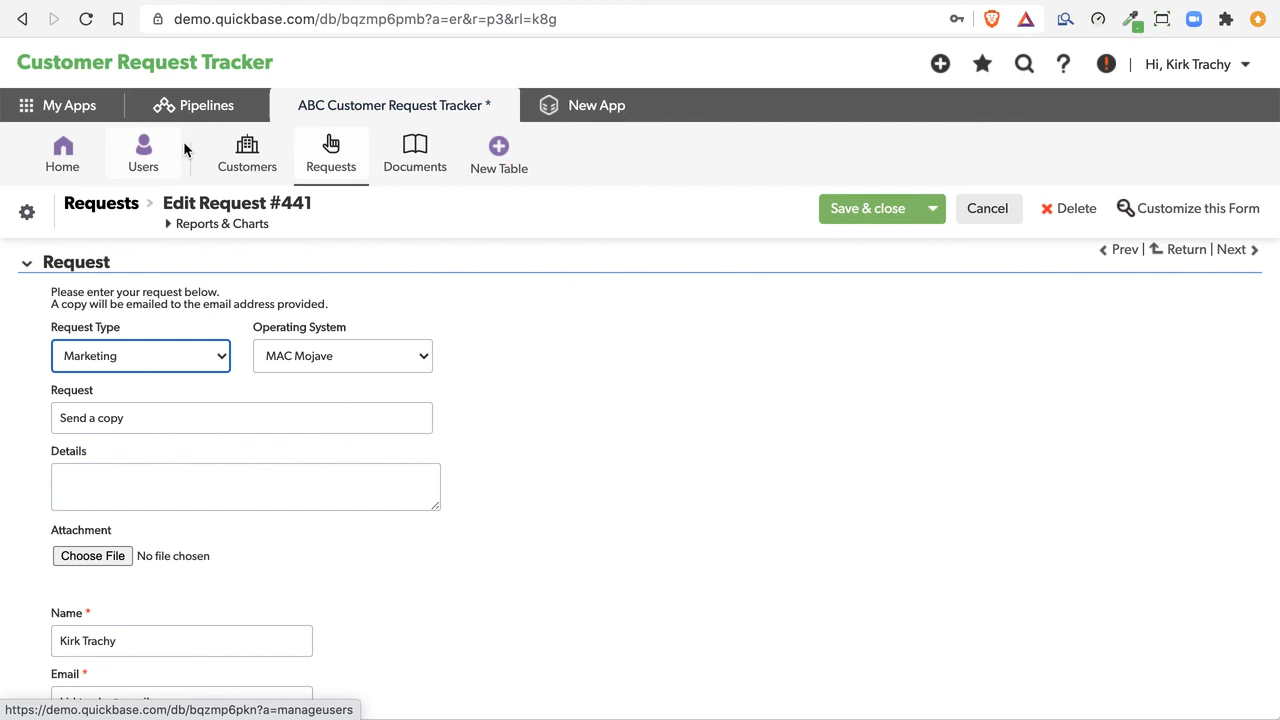 demo.quickbase.com/db/bqzmp6pmb?a=er&r=p3&rl=k8g
Customer Request Tracker
Hi, Kirk Trachy
My Apps
Pipelines
ABC Customer Request Tracker *
New App
Home
Users
Customers
Requests
Documents
New Table
Requests > Edit Request #441
Reports & Charts
Save & close
Cancel
Delete
Customize this Form
Prev | Return | Next
Request
Please enter your request below.
A copy will be emailed to the email address provided.
Request Type
Operating System
Marketing
MAC Mojave
Request
Send a copy
Details
Attachment
Choose File No file chosen
Name *
Kirk Trachy
Email *
https://demo.quickbase.com/db/bqzmp6pkn?a=manageusers